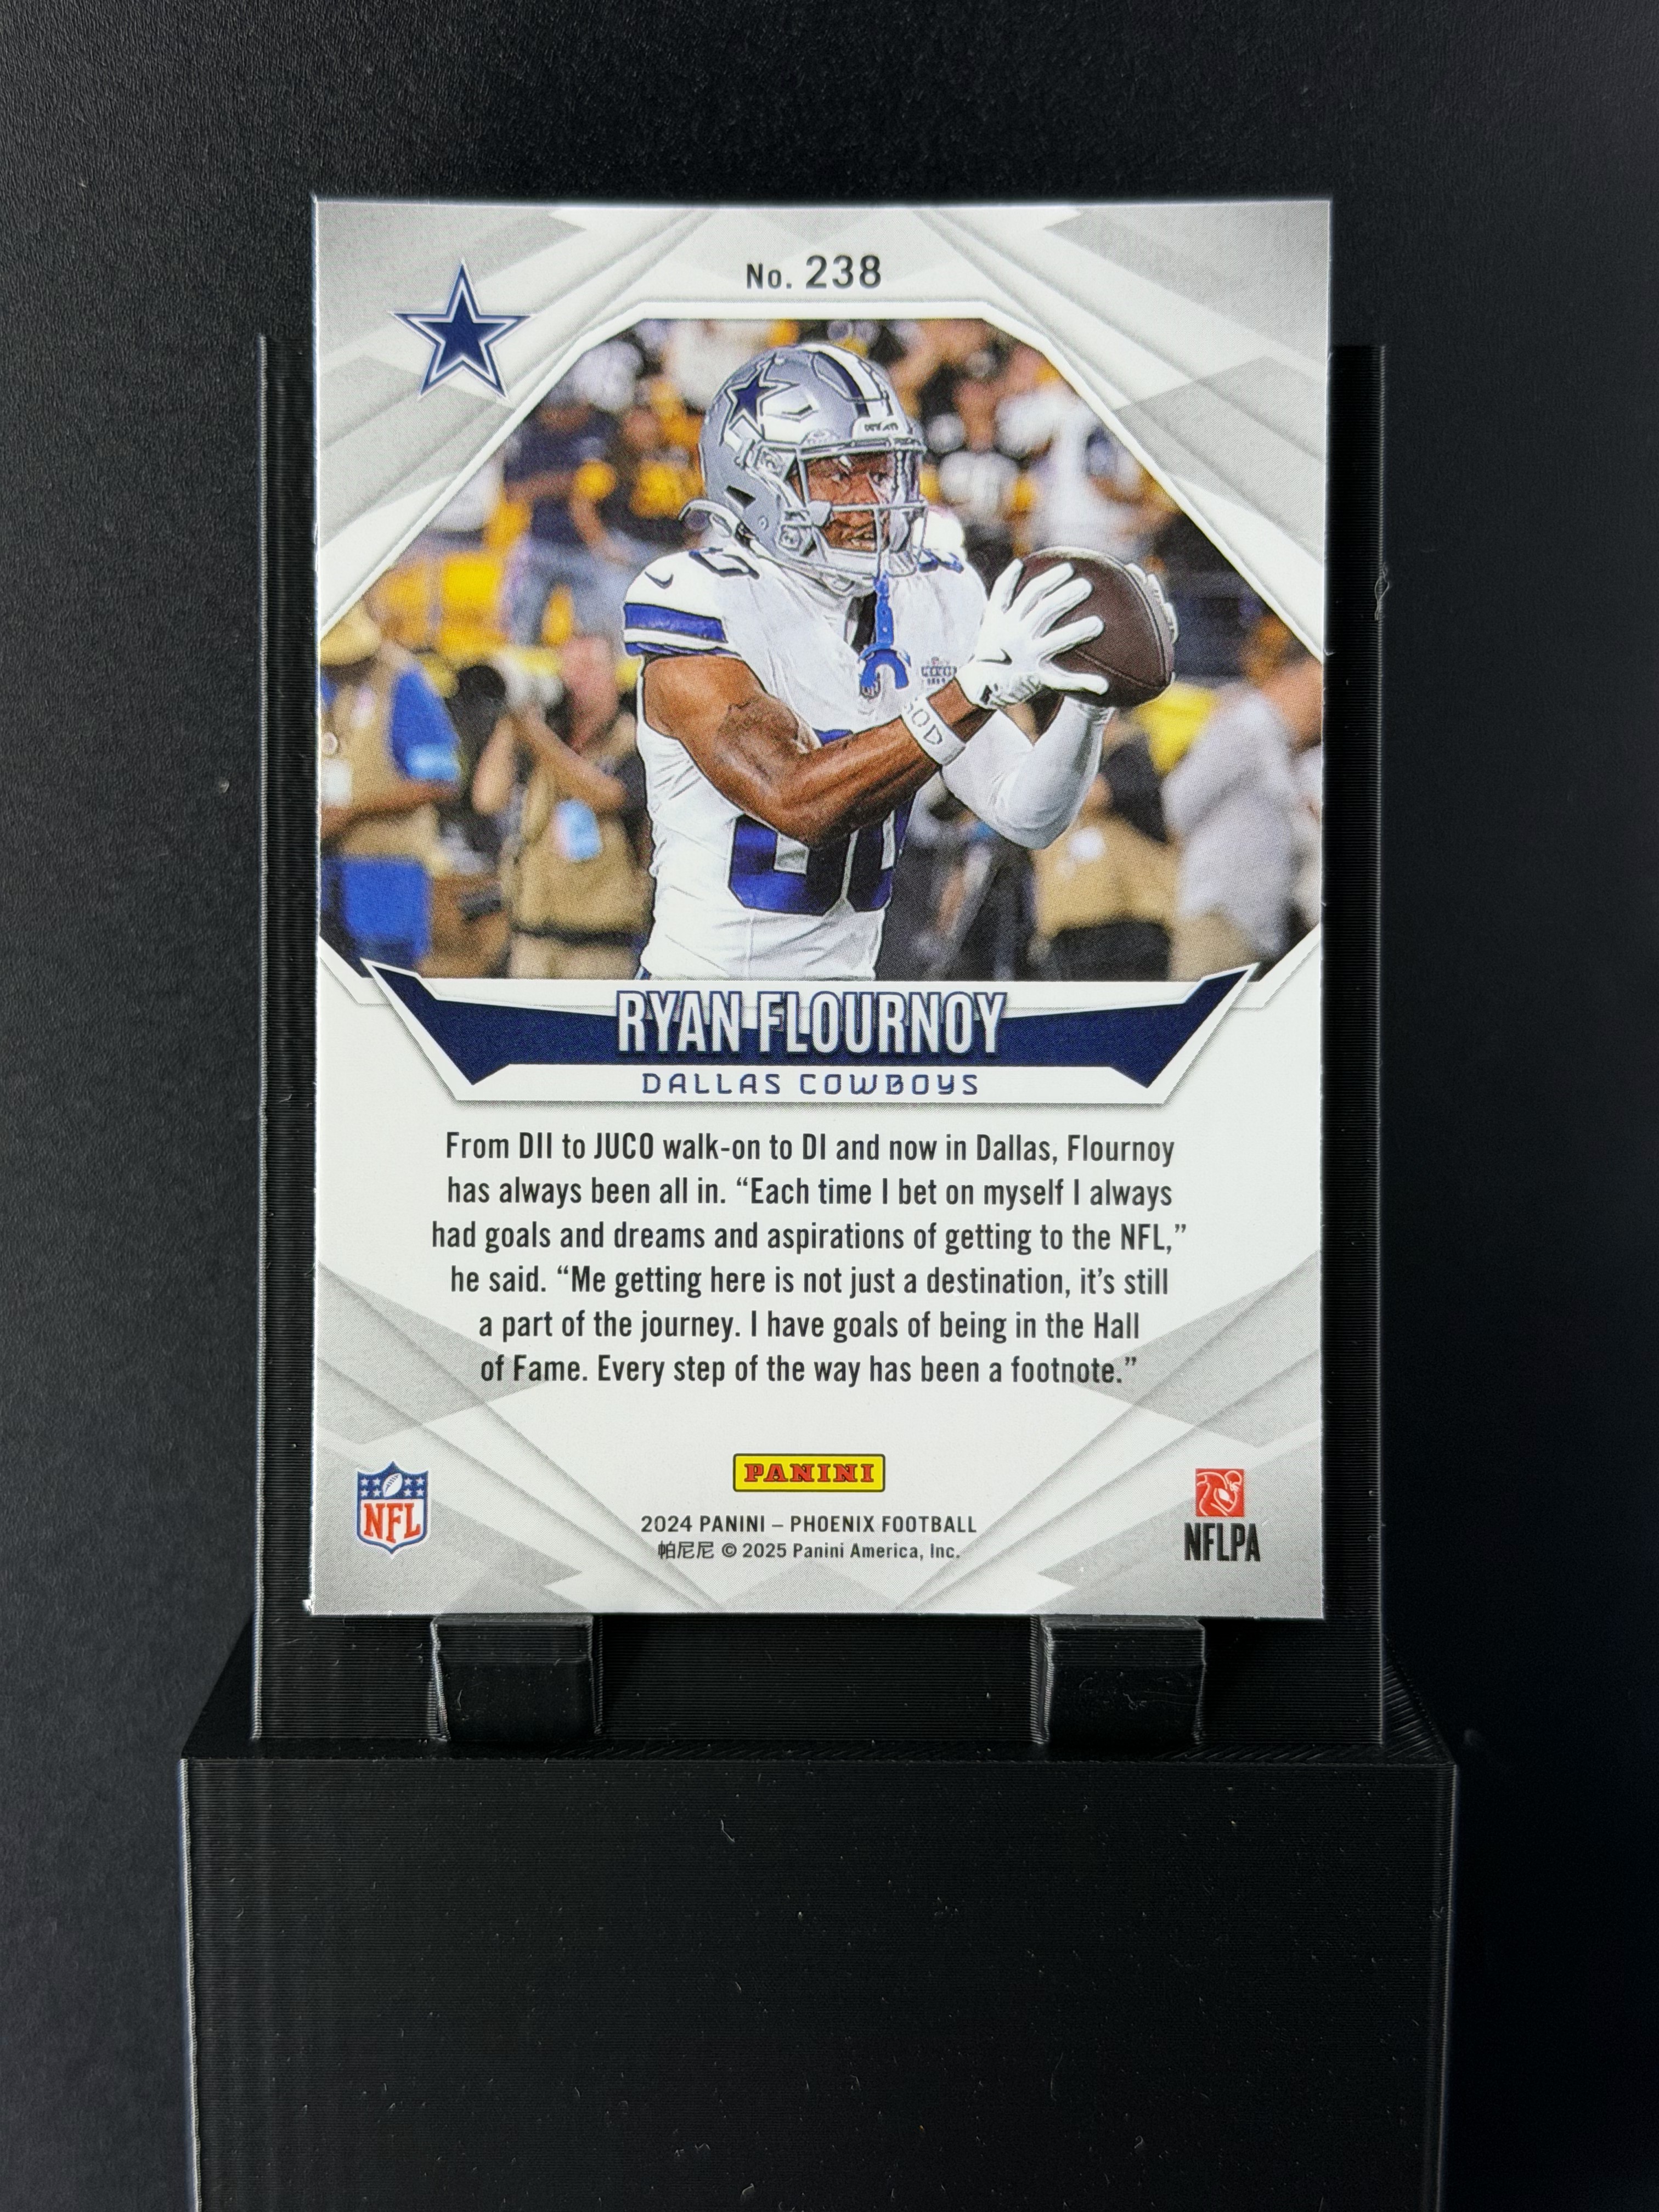 No. 238
GOD
RYAN FLOURNOY
DALLAS COWBOYS
From DII to JUCO walk-on to DI and now in Dallas, Flournoy
has always been all in. “Each time I bet on myself I always
had goals and dreams and aspirations of getting to the NFL,”
he said. “Me getting here is not just a destination, it’s still
a part of the journey. I have goals of being in the Hall
of Fame. Every step of the way has been a footnote.”
PANINI
NFL
NFLPA
2024 PANINI – PHOENIX FOOTBALL
帕尼尼 © 2025 Panini America, Inc.